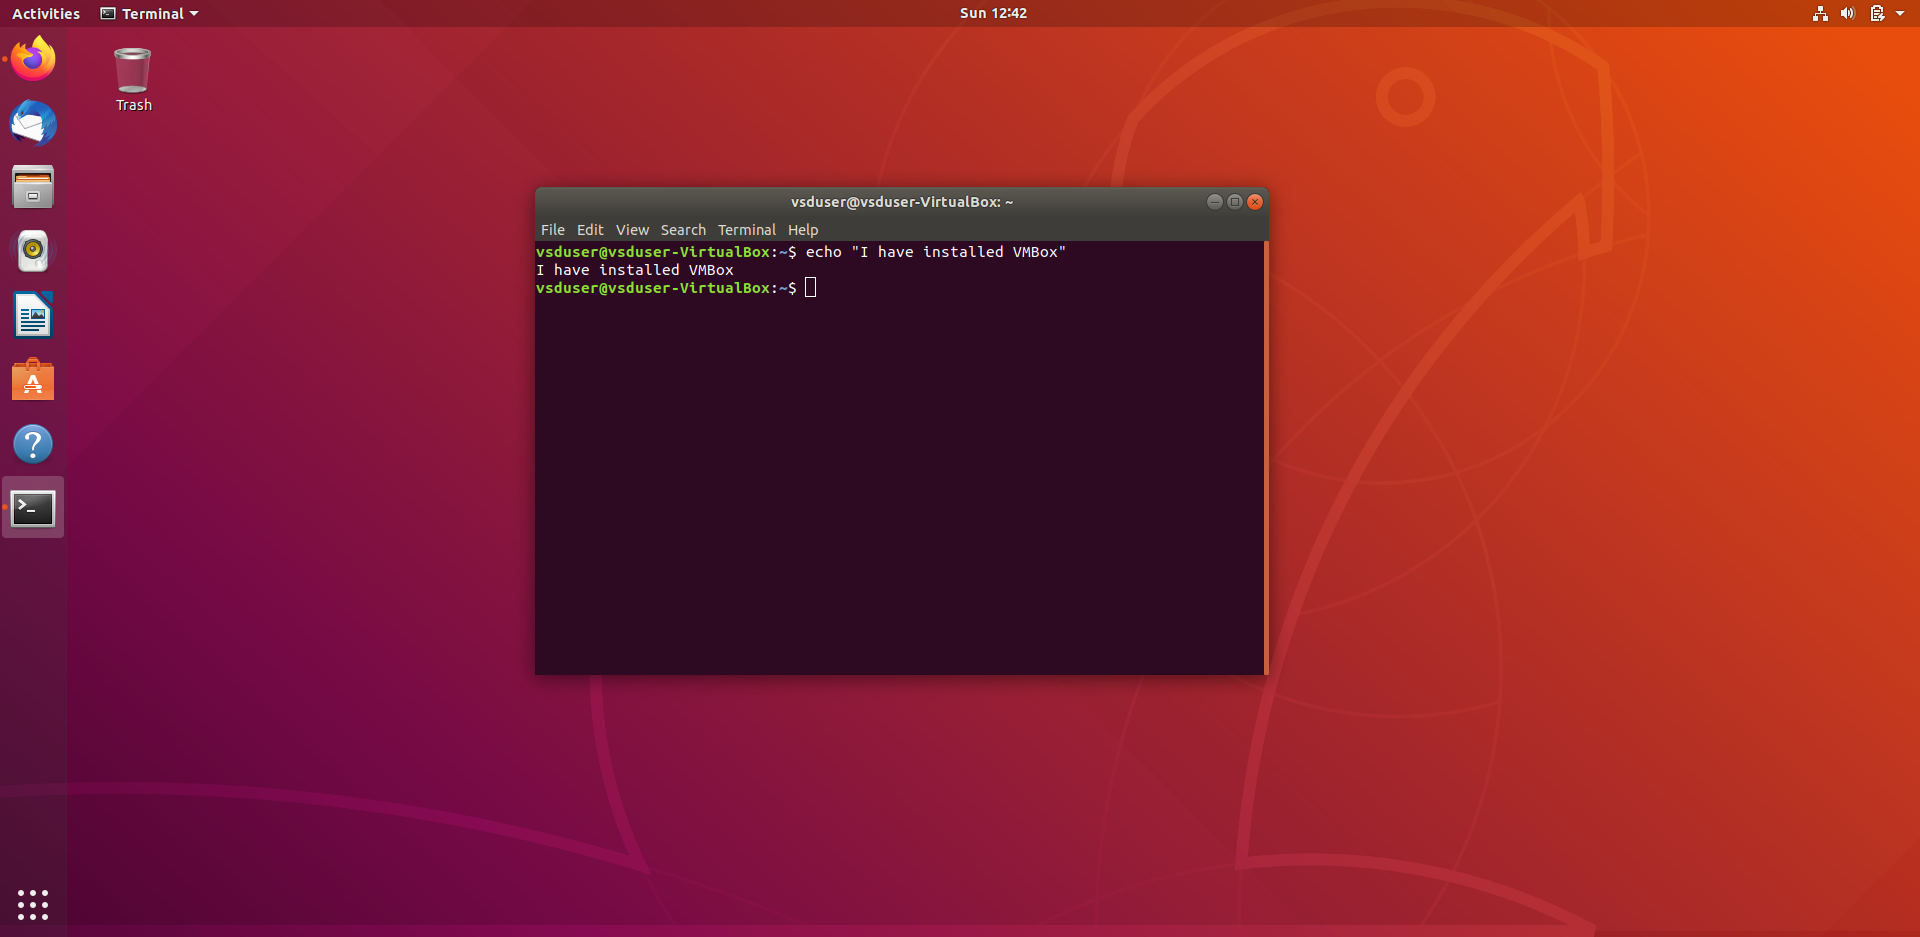 Activities Terminal Sun 12:42
Trash
vsduser@vsduser-VirtualBox: ~
File Edit View Search Terminal Help
vsduser@vsduser-VirtualBox:~$ echo "I have installed VMBox"
I have installed VMBox
vsduser@vsduser-VirtualBox:~$